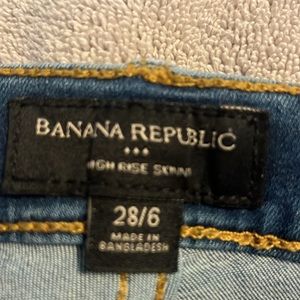 BANANA REPUBLIC
HIGH RISE SKINNY
28/6
MADE IN
BANGLADESH